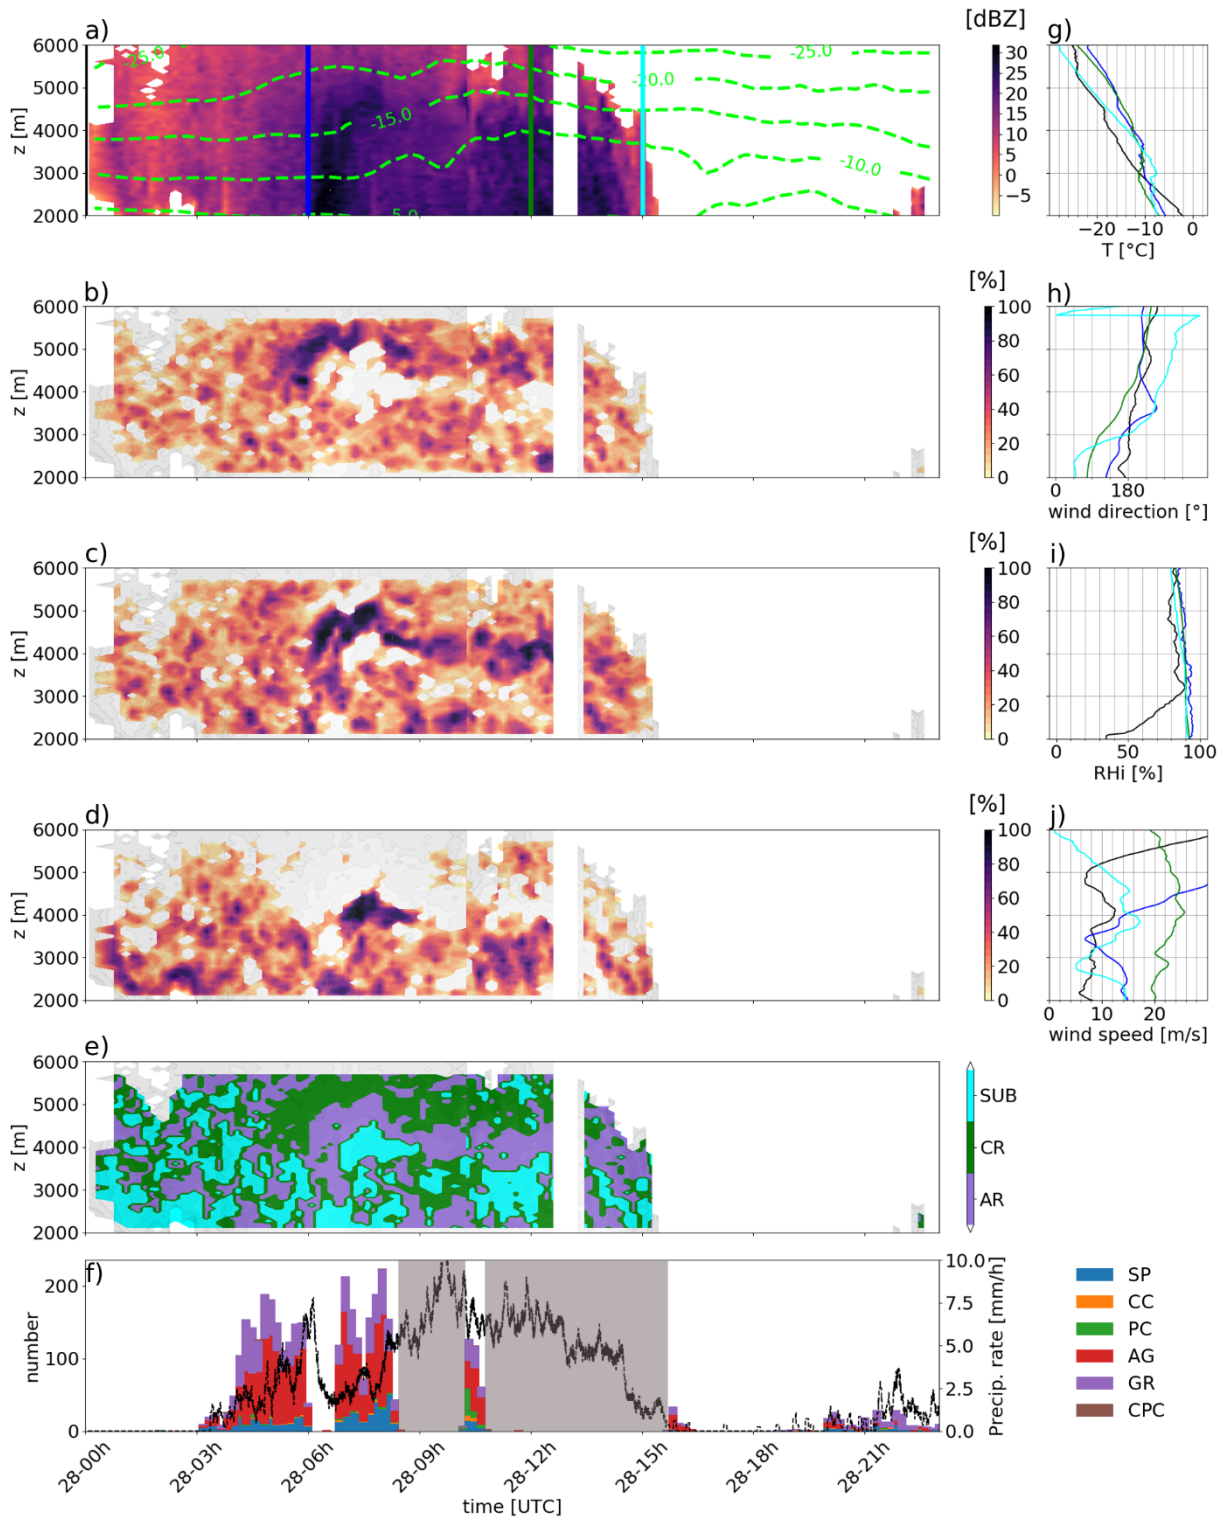 a)
6000
5000
4000
3000
2000
z [m]
-25.0
-15.0
-5.0
-20.0
-25.0
-10.0
[dBZ]
30
25
20
15
10
5
0
−5
g)
−20
−10
0
T [°C]
b)
6000
5000
4000
3000
2000
z [m]
[%]
100
80
60
40
20
0
h)
0
180
wind direction [°]
c)
6000
5000
4000
3000
2000
z [m]
[%]
100
80
60
40
20
0
i)
0
50
100
RHi [%]
d)
6000
5000
4000
3000
2000
z [m]
[%]
100
80
60
40
20
0
j)
0
10
20
wind speed [m/s]
e)
6000
5000
4000
3000
2000
z [m]
SUB
CR
AR
f)
200
100
0
number
10.0
7.5
5.0
2.5
0.0
Precip. rate [mm/h]
28-00h
28-03h
28-06h
28-09h
28-12h
28-15h
28-18h
28-21h
time [UTC]
SP
CC
PC
AG
GR
CPC